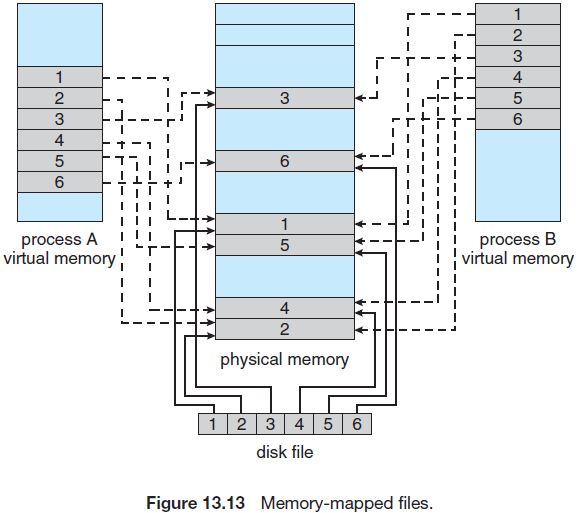 1
2
3
4
5
6
process A
virtual memory
3
6
1
5
4
2
physical memory
1
2
3
4
5
6
process B
virtual memory
1 2 3 4 5 6
disk file
Figure 13.13 Memory-mapped files.